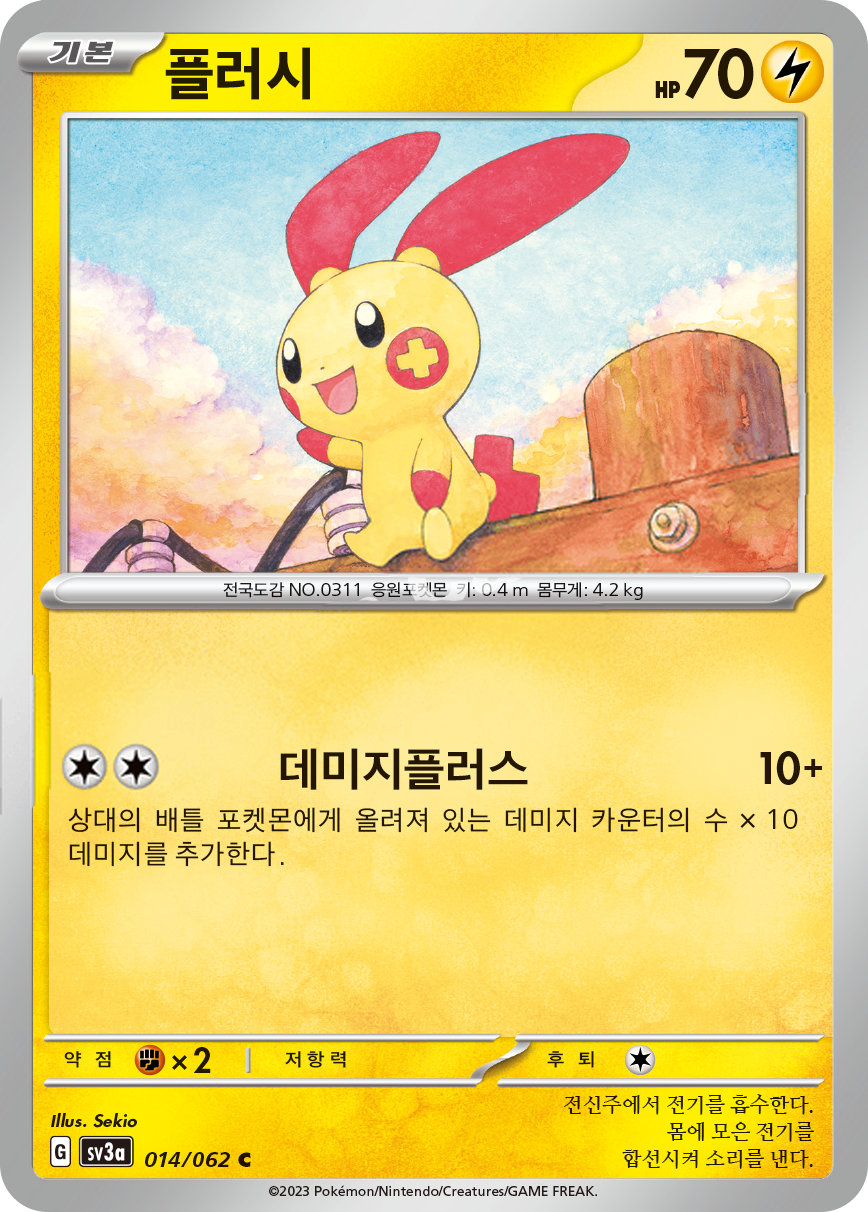 기본
플러시
HP 70
전국도감 NO.0311 응원포켓몬 키: 0.4 m 몸무게: 4.2 kg
데미지플러스 10+
상대의 배틀 포켓몬에게 올려져 있는 데미지 카운터의 수 × 10
데미지를 추가한다.
약점 ×2 저항력 후퇴
전신주에서 전기를 흡수한다.
몸에 모은 전기를
합선시켜 소리를 낸다.
Illus. Sekio
G sv3a 014/062 C
©2023 Pokémon/Nintendo/Creatures/GAME FREAK.